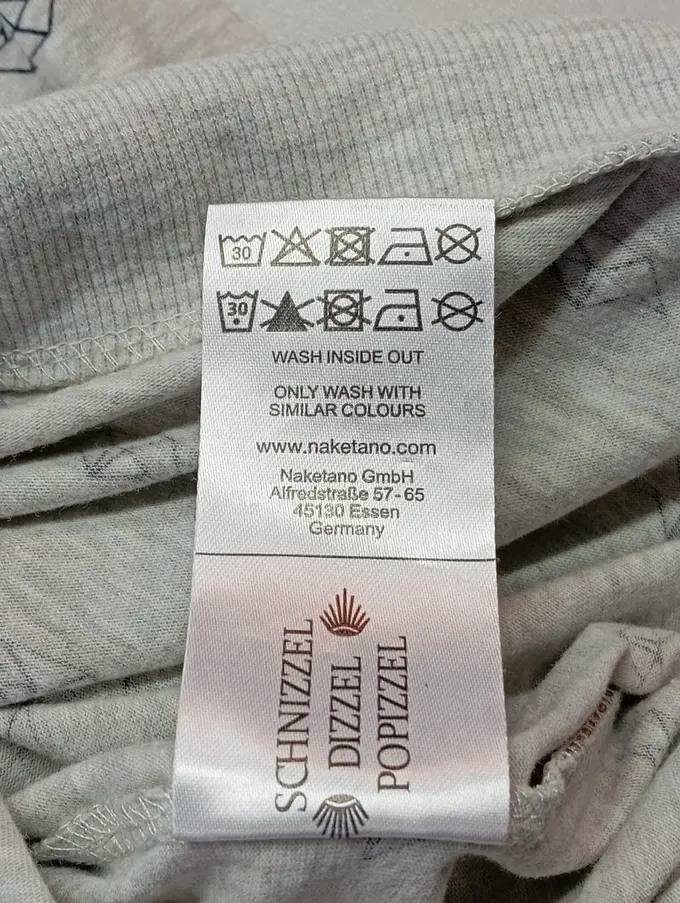 30
30
WASH INSIDE OUT
ONLY WASH WITH
SIMILAR COLOURS
www.naketano.com
Naketano GmbH
Alfredstraße 57-65
45130 Essen
Germany
SCHNIZZEL
DIZZEL
POPIZZEL